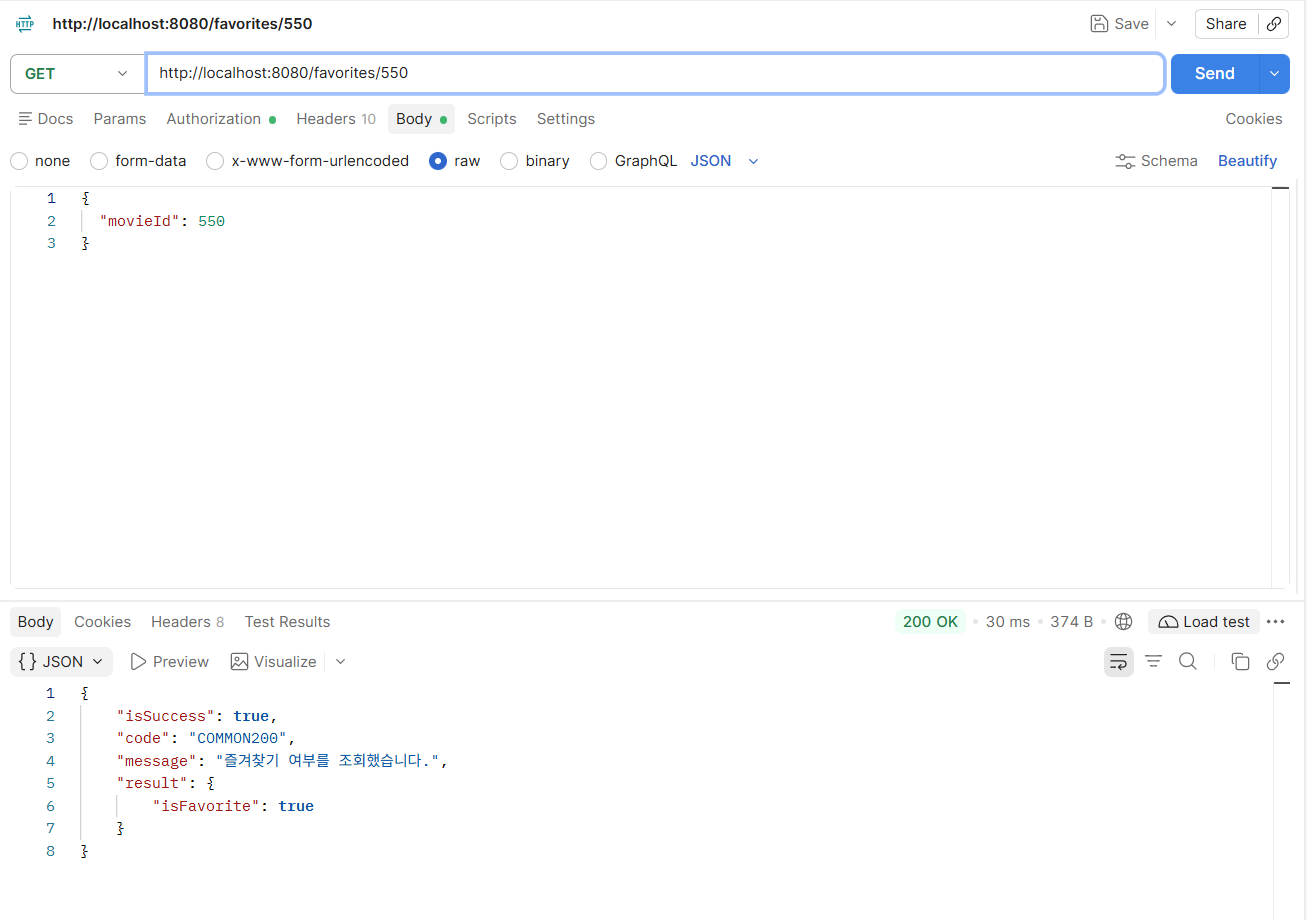 HTTP http://localhost:8080/favorites/550 Save Share
GET http://localhost:8080/favorites/550 Send
Docs Params Authorization Headers 10 Body Scripts Settings Cookies
none form-data x-www-form-urlencoded raw binary GraphQL JSON Schema Beautify
1 {
2 "movieId": 550
3 }
Body Cookies Headers 8 Test Results 200 OK 30 ms 374 B Load test
{} JSON Preview Visualize
1 {
2 "isSuccess": true,
3 "code": "COMMON200",
4 "message": "즐겨찾기 여부를 조회했습니다.",
5 "result": {
6 "isFavorite": true
7 }
8 }